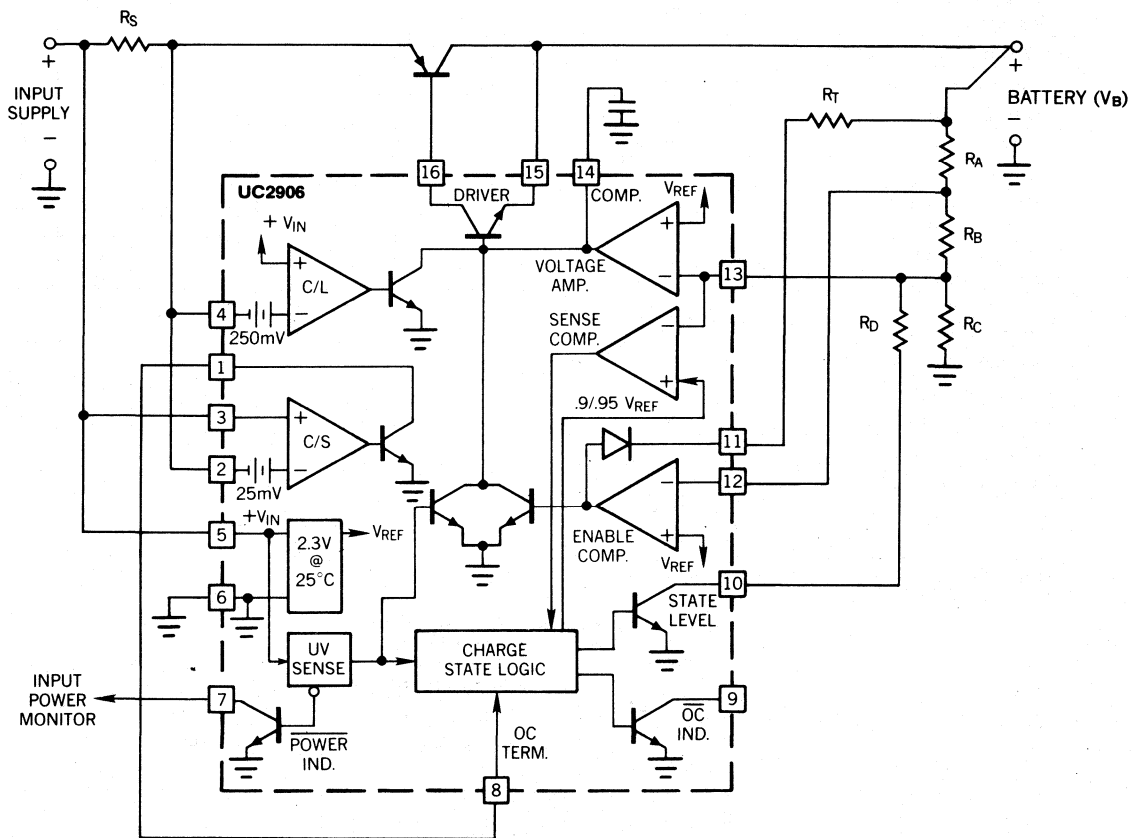 RS
+
INPUT
SUPPLY
−
+
BATTERY (VB)
−
RT
RA
RB
RC
RD
UC2906
16
DRIVER
15
14
COMP.
VREF
+ VIN
+
C/L
−
4
250mV
+
VOLTAGE
AMP.
−
13
SENSE
COMP.
−
+
.9/.95 VREF
1
3
+
C/S
2
−
25mV
11
12
−
ENABLE
COMP.
+
VREF
+VIN
5
2.3V
@
25°C
VREF
6
10
STATE
LEVEL
UV
SENSE
CHARGE
STATE LOGIC
INPUT
POWER
MONITOR
7
POWER
IND.
OC
TERM.
OC
IND.
9
8